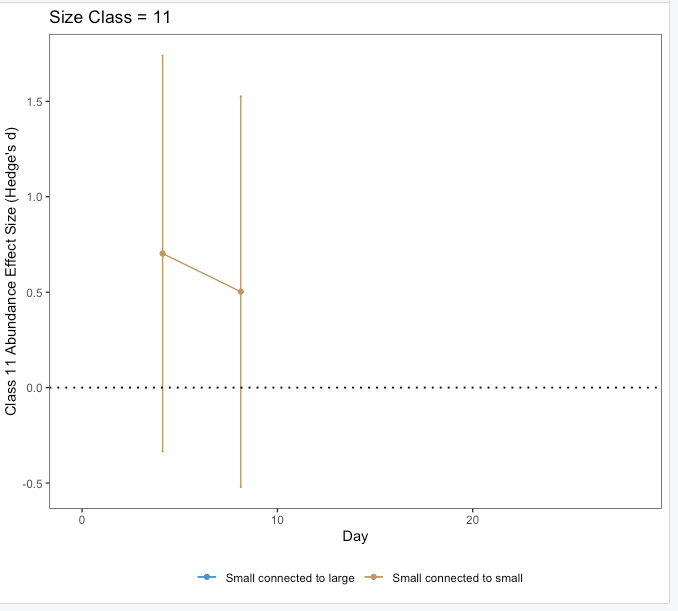 Size Class = 11
Class 11 Abundance Effect Size (Hedge's d)
1.5
1.0
0.5
0.0
-0.5
0 10 20
Day
Small connected to large Small connected to small